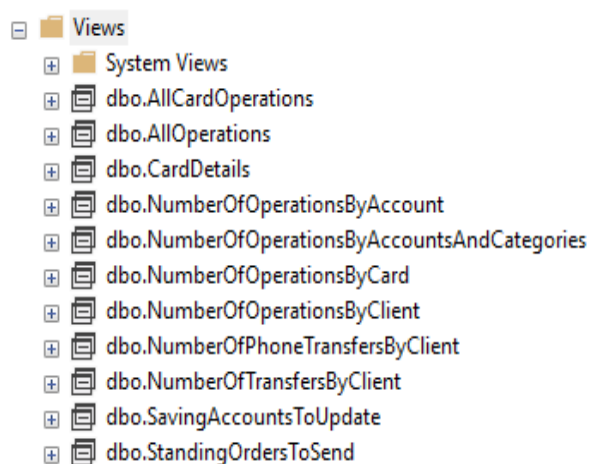 Views
System Views
dbo.AllCardOperations
dbo.AllOperations
dbo.CardDetails
dbo.NumberOfOperationsByAccount
dbo.NumberOfOperationsByAccountsAndCategories
dbo.NumberOfOperationsByCard
dbo.NumberOfOperationsByClient
dbo.NumberOfPhoneTransfersByClient
dbo.NumberOfTransfersByClient
dbo.SavingAccountsToUpdate
dbo.StandingOrdersToSend